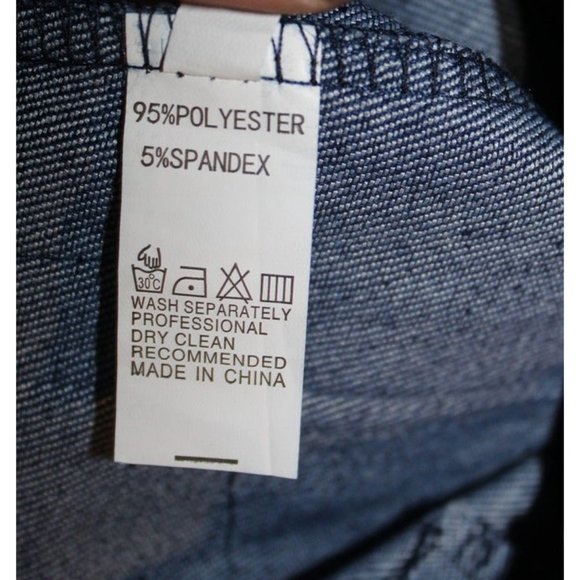 95%POLYESTER
5%SPANDEX
30°C
WASH SEPARATELY
PROFESSIONAL
DRY CLEAN
RECOMMENDED
MADE IN CHINA